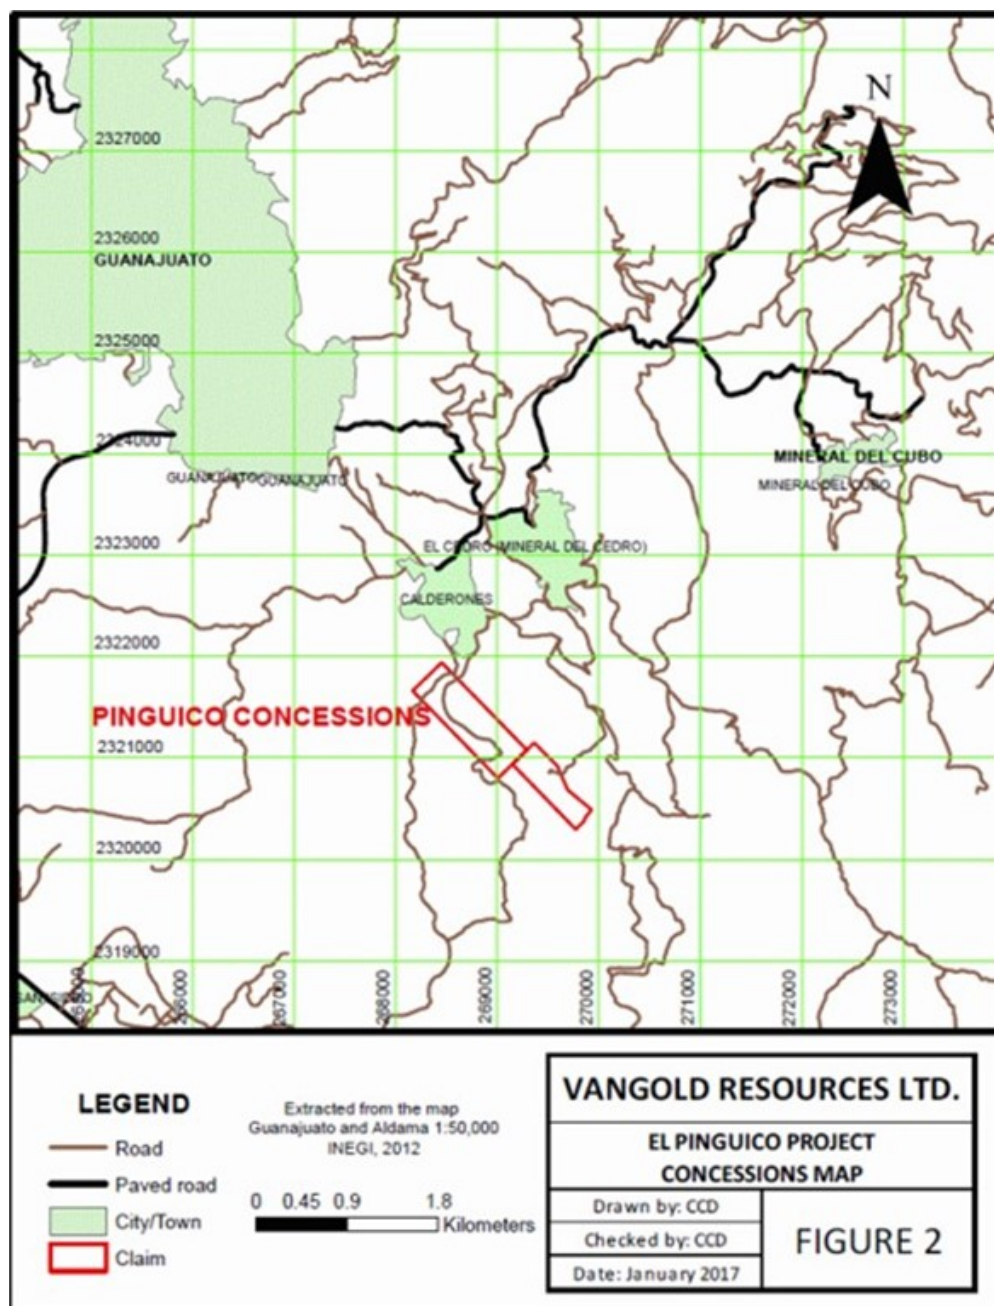 N
2327000
2326000
GUANAJUATO
2325000
2324000
GUANAJUATO
GUANAJUATO
MINERAL DEL CUBO
MINERAL DEL CUBO
2323000
EL CEDRO (MINERAL DEL CEDRO)
CALDERONES
2322000
PINGUICO CONCESSIONS
2321000
2320000
2319000
266000
267000
268000
269000
270000
271000
272000
273000
LEGEND
Road
Paved road
City/Town
Claim
Extracted from the map
Guanajuato and Aldama 1:50,000
INEGI, 2012
0 0.45 0.9 1.8
Kilometers
VANGOLD RESOURCES LTD.
EL PINGUICO PROJECT
CONCESSIONS MAP
Drawn by: CCD
Checked by: CCD
Date: January 2017
FIGURE 2